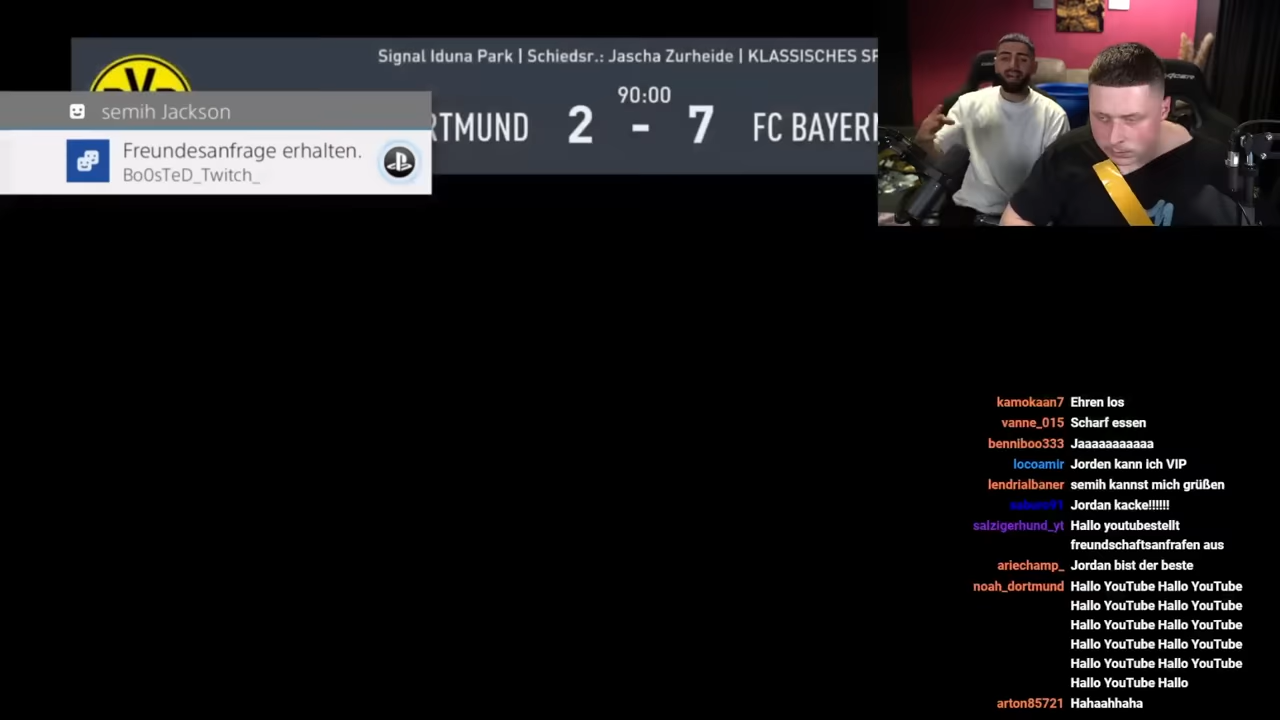 Signal Iduna Park | Schiedsr.: Jascha Zurheide | KLASSISCHES SP
90:00
RTMUND 2 - 7 FC BAYERN
semih Jackson
Freundesanfrage erhalten.
Bo0sTeD_Twitch_
kamokaan7 Ehren los
vanne_015 Scharf essen
benniboo333 Jaaaaaaaaaaa
locoamir Jorden kann ich VIP
lendrialbaner semih kannst mich grüßen
Jordan kacke!!!!!!
salzigerhund_yt Hallo youtubestellt
freundschaftsanfrafen aus
ariechamp_ Jordan bist der beste
noah_dortmund Hallo YouTube Hallo YouTube
Hallo YouTube Hallo YouTube
Hallo YouTube Hallo YouTube
Hallo YouTube Hallo YouTube
Hallo YouTube Hallo YouTube
Hallo YouTube Hallo
arton85721 Hahaahhaha